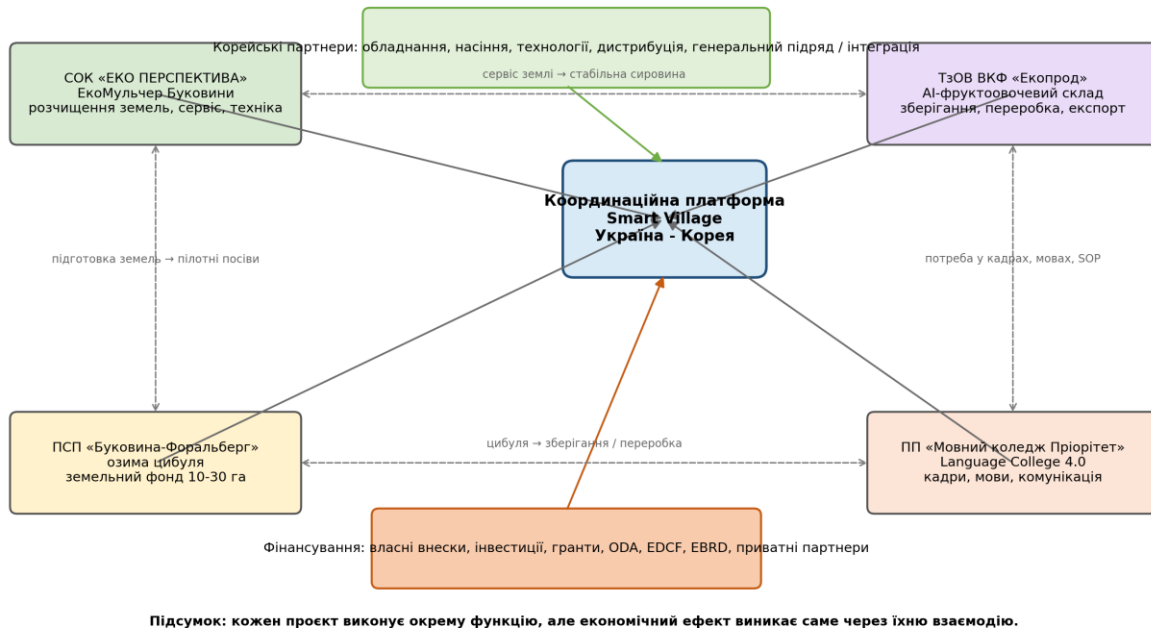 Корейські партнери: обладнання, насіння, технології, дистрибуція, генеральний підряд / інтеграція
СОК «ЕКО ПЕРСПЕКТИВА»
ЕкоМульчер Буковини
розчищення земель, сервіс, техніка
сервіс землі → стабільна сировина
ТзОВ ВКФ «Екопрод»
AI-фруктоовочевий склад
зберігання, переробка, експорт
Координаційна платформа
Smart Village
Україна - Корея
підготовка земель → пілотні посіви
потреба у кадрах, мовах, SOP
ПСП «Буковина-Форальберг»
озима цибуля
земельний фонд 10-30 га
цибуля → зберігання / переробка
ПП «Мовний коледж Пріорітет»
Language College 4.0
кадри, мови, комунікація
Фінансування: власні внески, інвестиції, гранти, ODA, EDCF, EBRD, приватні партнери
Підсумок: кожен проєкт виконує окрему функцію, але економічний ефект виникає саме через їхню взаємодію.